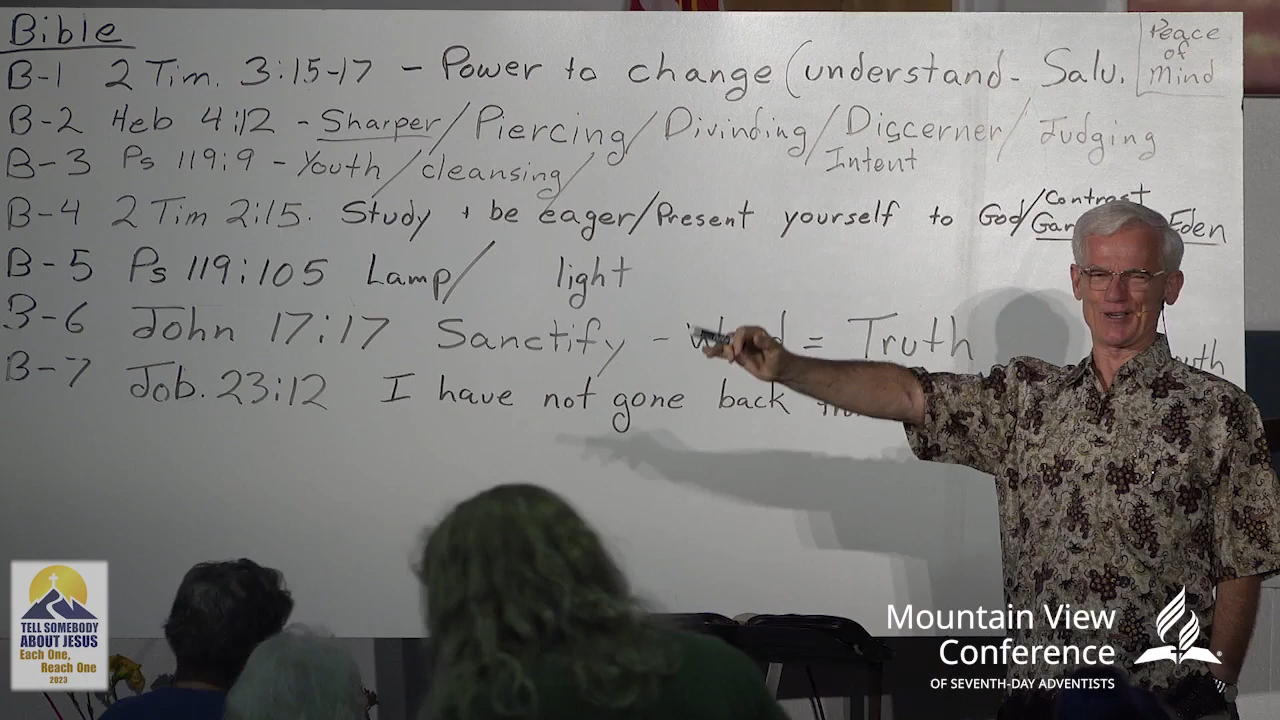 Bible
Peace
of
Mind
B-1 2 Tim. 3:15-17 - Power to change (understand - Salv.
B-2 Heb 4:12 - Sharper/Piercing/Divinding/Discerner/Judging
Intent
B-3 Ps 119:9 - Youth/cleansing/
B-4 2 Tim 2:15. Study + be eager/Present yourself to God/Contrast
Eden
B-5 Ps 119:105 Lamp/ light
B-6 John 17:17 Sanctify - = Truth
B-7 Job. 23:12 I have not gone back
TELL SOMEBODY
ABOUT JESUS
Each One,
Reach One
2023
Mountain View
Conference
OF SEVENTH-DAY ADVENTISTS